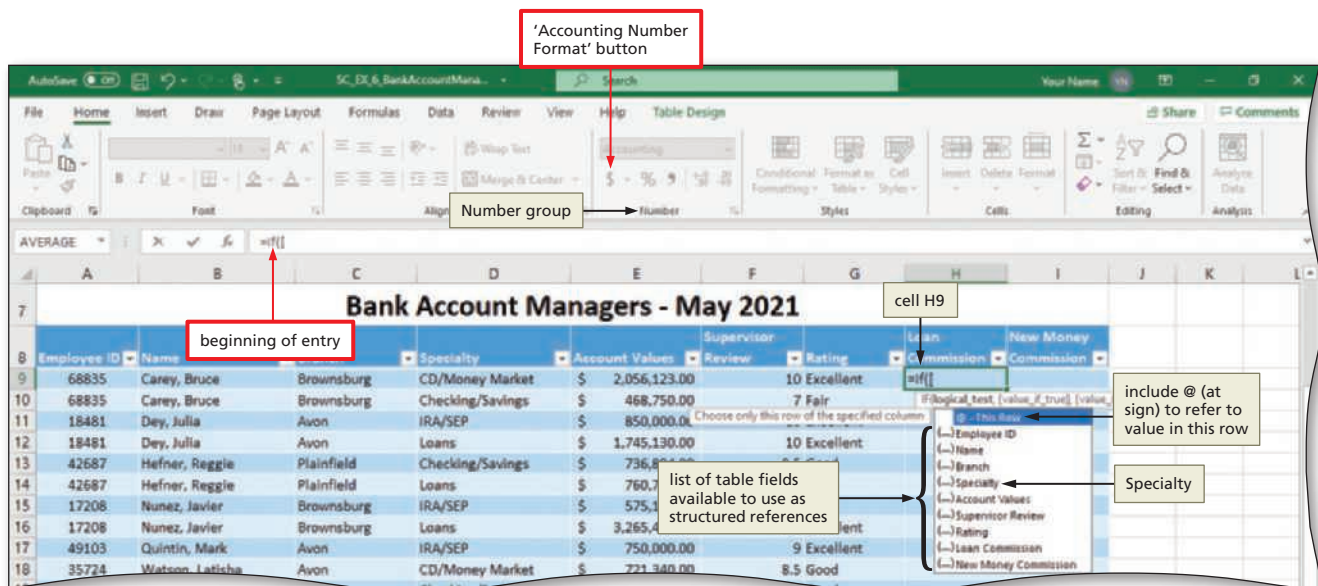 'Accounting Number
Format' button
AutoSave Off SC_EX_6_BankAccountMana... Search Your Name YN
File Home Insert Draw Page Layout Formulas Data Review View Help Table Design Share Comments
Accounting
Paste B I U Wrap Text Merge & Center $ % Conditional Formatting Format as Table Cell Styles Insert Delete Format Sort & Filter Find & Select Analyze Data
Clipboard Font Number group Number Styles Cells Editing Analysis
AVERAGE =if([
A B C D E F G H I J K L
7 Bank Account Managers - May 2021
cell H9
beginning of entry
8 Employee ID Name Specialty Account Values Supervisor Review Rating Loan Commission New Money Commission
9 68835 Carey, Bruce Brownsburg CD/Money Market $ 2,056,123.00 10 Excellent =if([
10 68835 Carey, Bruce Brownsburg Checking/Savings $ 468,750.00 7 Fair IF(logical_test, [value_if_true], [value_
11 18481 Dey, Julia Avon IRA/SEP $ 850,000.0 Choose only this row of the specified column @ - This Row
12 18481 Dey, Julia Avon Loans $ 1,745,130.00 10 Excellent (...)Employee ID
13 42687 Hefner, Reggie Plainfield Checking/Savings $ (...)Name
14 42687 Hefner, Reggie Plainfield Loans $ 760,7 (...)Branch
(...)Specialty
15 17208 Nunez, Javier Brownsburg IRA/SEP $ 575,1 (...)Account Values
16 17208 Nunez, Javier Brownsburg Loans $ 3,265,4 (...)Supervisor Review
(...)Rating
17 49103 Quintin, Mark Avon IRA/SEP $ 750,000.00 9 Excellent (...)Loan Commission
18 35724 Watson, Latisha Avon CD/Money Market $ 721,340.00 8.5 Good (...)New Money Commission
include @ (at
sign) to refer to
value in this row
list of table fields
available to use as
structured references
Specialty